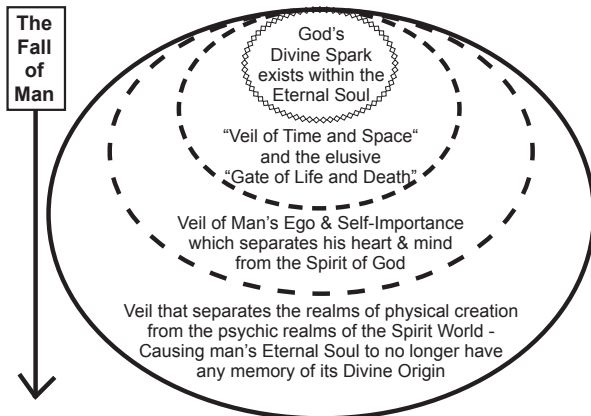 The
Fall
of
Man
God’s
Divine Spark
exists within the
Eternal Soul
“Veil of Time and Space“
and the elusive
“Gate of Life and Death”
Veil of Man’s Ego & Self-Importance
which separates his heart & mind
from the Spirit of God
Veil that separates the realms of physical creation
from the psychic realms of the Spirit World -
Causing man’s Eternal Soul to no longer have
any memory of its Divine Origin